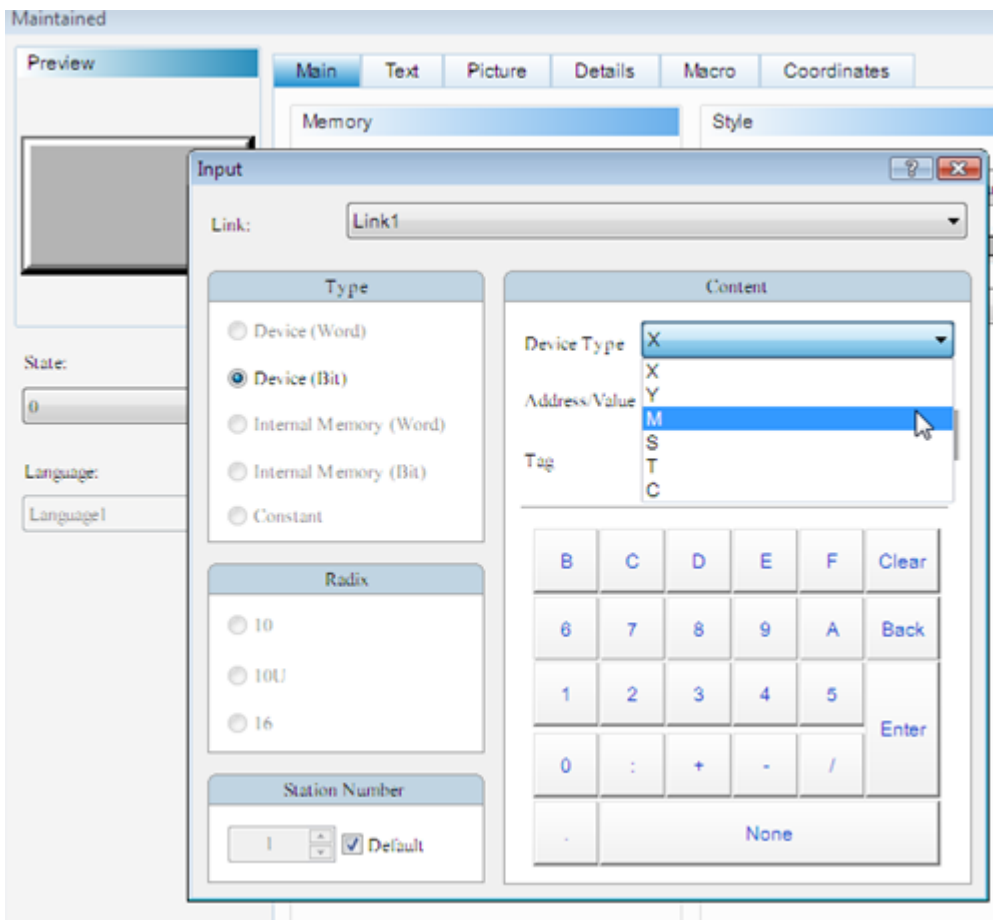 Maintained
Preview
Main Text Picture Details Macro Coordinates
Memory
Style
Input
Link: Link1
Type
Device (Word)
Device (Bit)
Internal Memory (Word)
Internal Memory (Bit)
Constant
Content
Device Type X
X
Y
Address/Value
M
S
Tag
T
C
State:
0
Language:
Language1
Radix
10
10U
16
Station Number
1 Default
B C D E F Clear
6 7 8 9 A Back
1 2 3 4 5
Enter
0 : + - /
. None